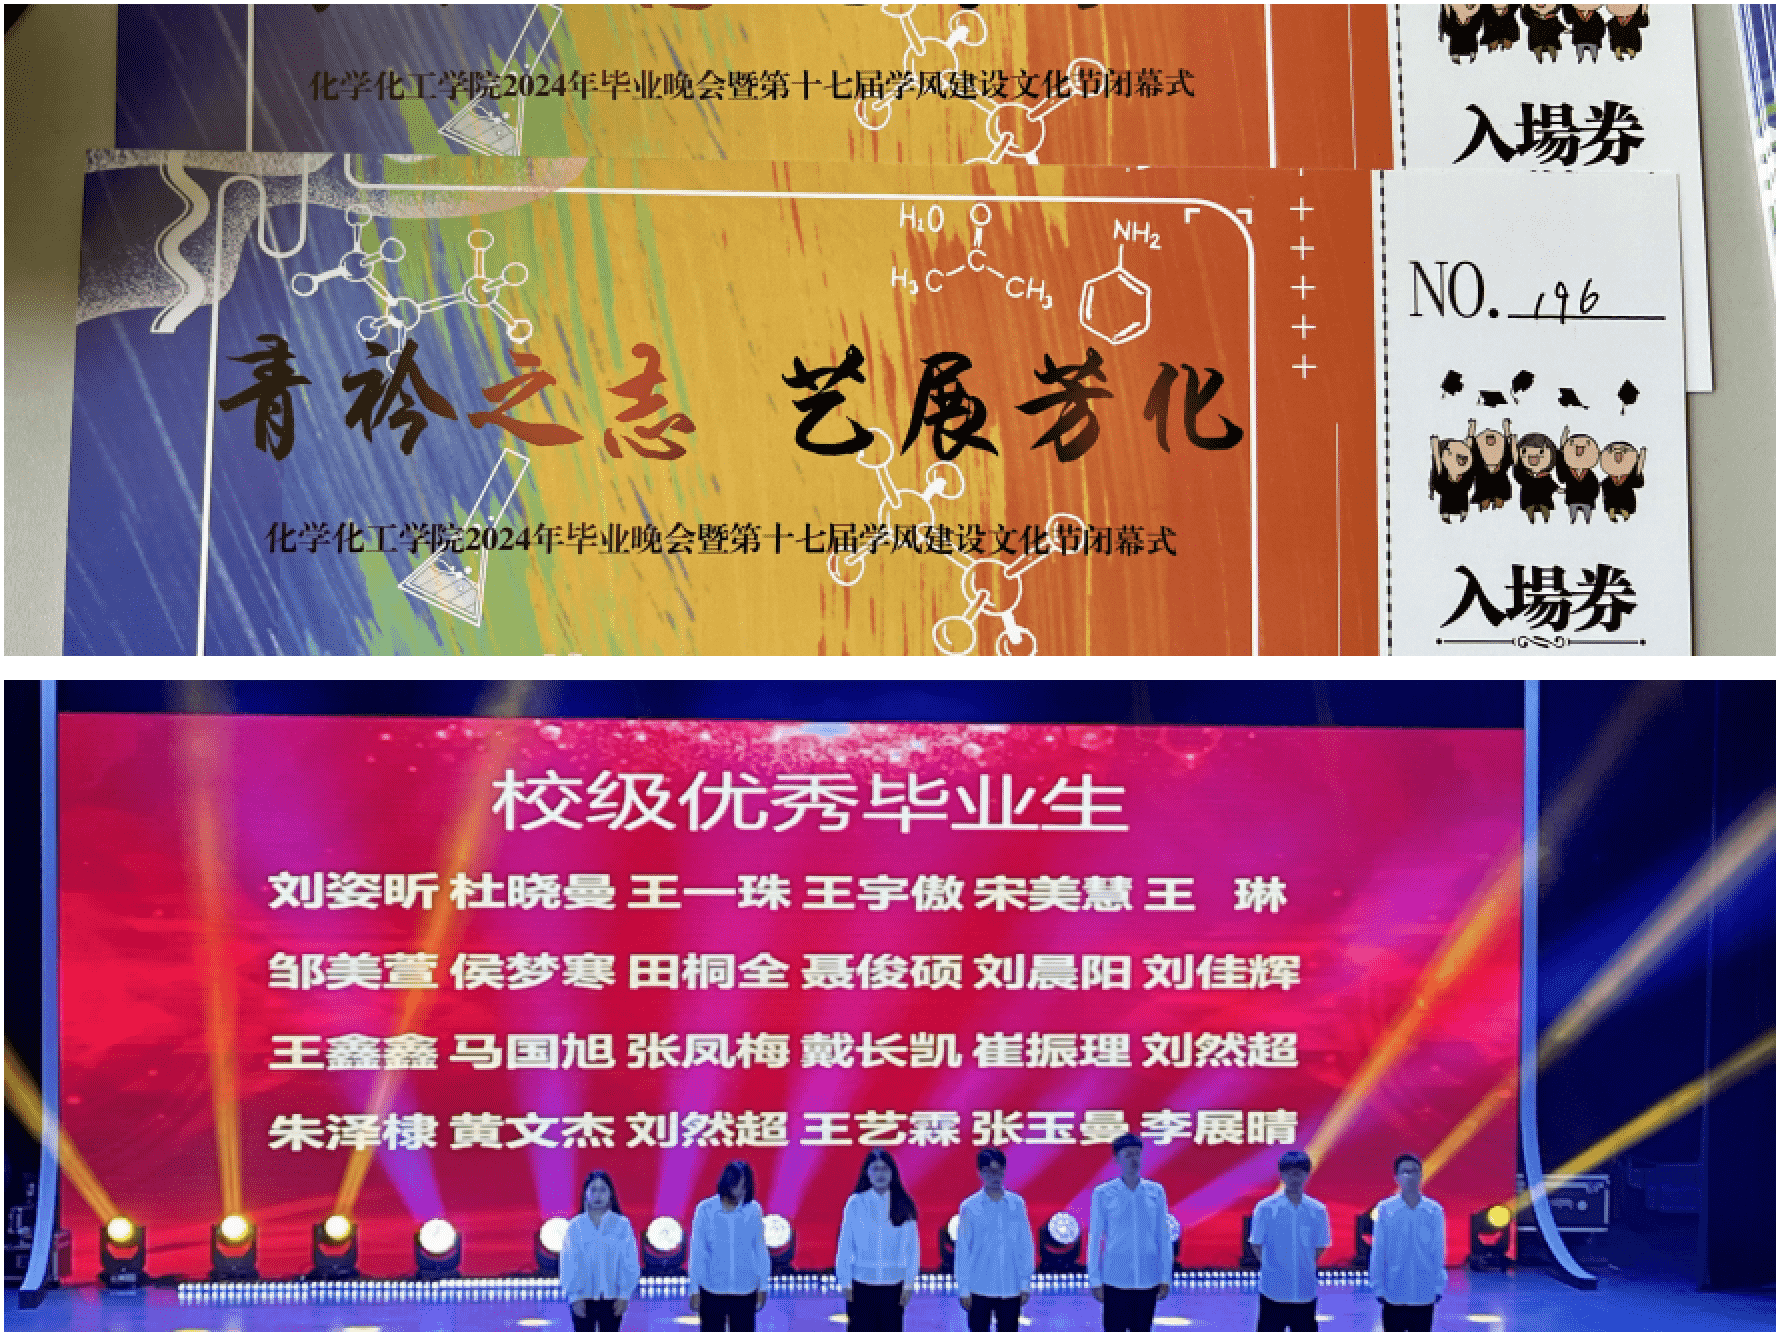 化学化工学院2024年毕业晚会暨第十七届学风建设文化节闭幕式
入場券
H₂O
O
C
H₃C
CH₃
NH₂
NO. 196
青衿之志 艺展芳化
化学化工学院2024年毕业晚会暨第十七届学风建设文化节闭幕式
入場券
校级优秀毕业生
刘姿昕 杜晓曼 王一珠 王宇傲 宋美慧 王 琳
邹美萱 侯梦寒 田桐全 聂俊硕 刘晨阳 刘佳辉
王鑫鑫 马国旭 张凤梅 戴长凯 崔振理 刘然超
朱泽棣 黄文杰 刘然超 王艺霖 张玉曼 李展晴